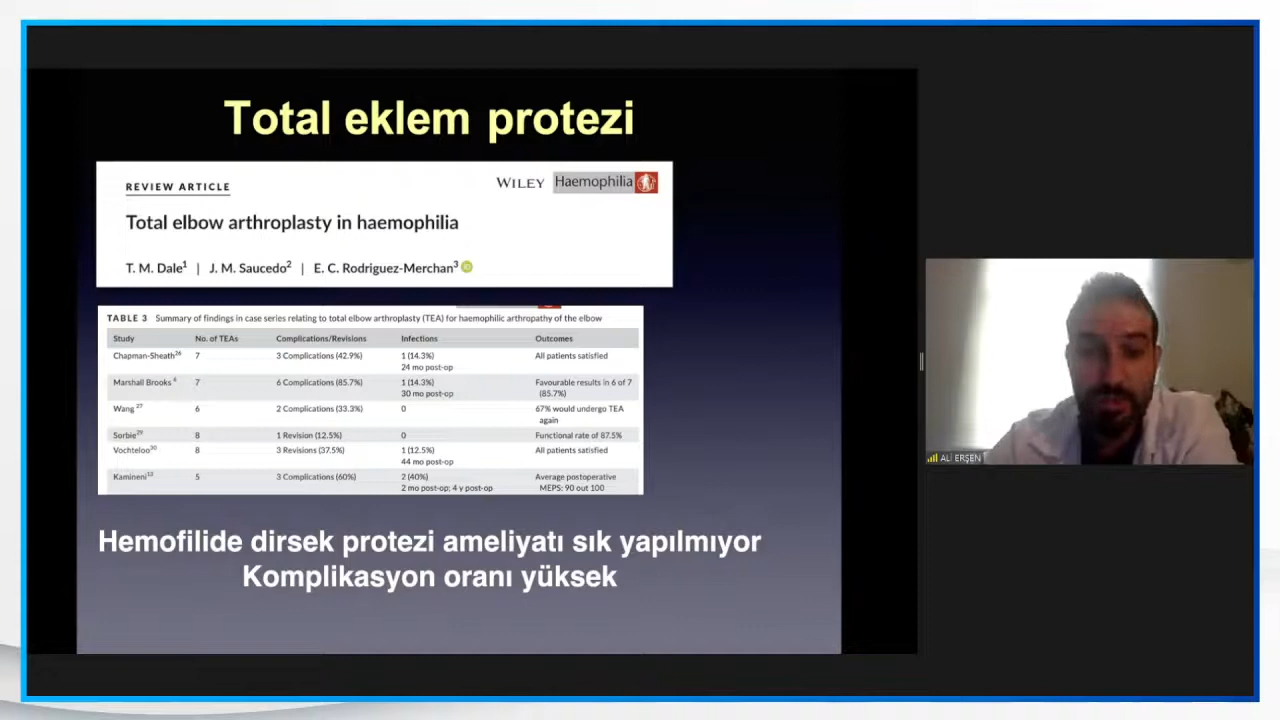 Total eklem protezi
REVIEW ARTICLE
WILEY Haemophilia
Total elbow arthroplasty in haemophilia
T. M. Dale1 | J. M. Saucedo2 | E. C. Rodriguez-Merchan3 iD
TABLE 3 Summary of findings in case series relating to total elbow arthroplasty (TEA) for haemophilic arthropathy of the elbow
Study No. of TEAs Complications/Revisions Infections Outcomes
Chapman-Sheath26 7 3 Complications (42.9%) 1 (14.3%) All patients satisfied
24 mo post-op
Marshall Brooks4 7 6 Complications (85.7%) 1 (14.3%) Favourable results in 6 of 7
30 mo post-op (85.7%)
Wang27 6 2 Complications (33.3%) 0 67% would undergo TEA
again
Sorbie29 8 1 Revision (12.5%) 0 Functional rate of 87.5%
Vochteloo30 8 3 Revisions (37.5%) 1 (12.5%) All patients satisfied
44 mo post-op
Kamineni13 5 3 Complications (60%) 2 (40%) Average postoperative
2 mo post-op; 4 y post-op MEPS: 90 out 100
Hemofilide dirsek protezi ameliyatı sık yapılmıyor
Komplikasyon oranı yüksek
ALİ ERŞEN